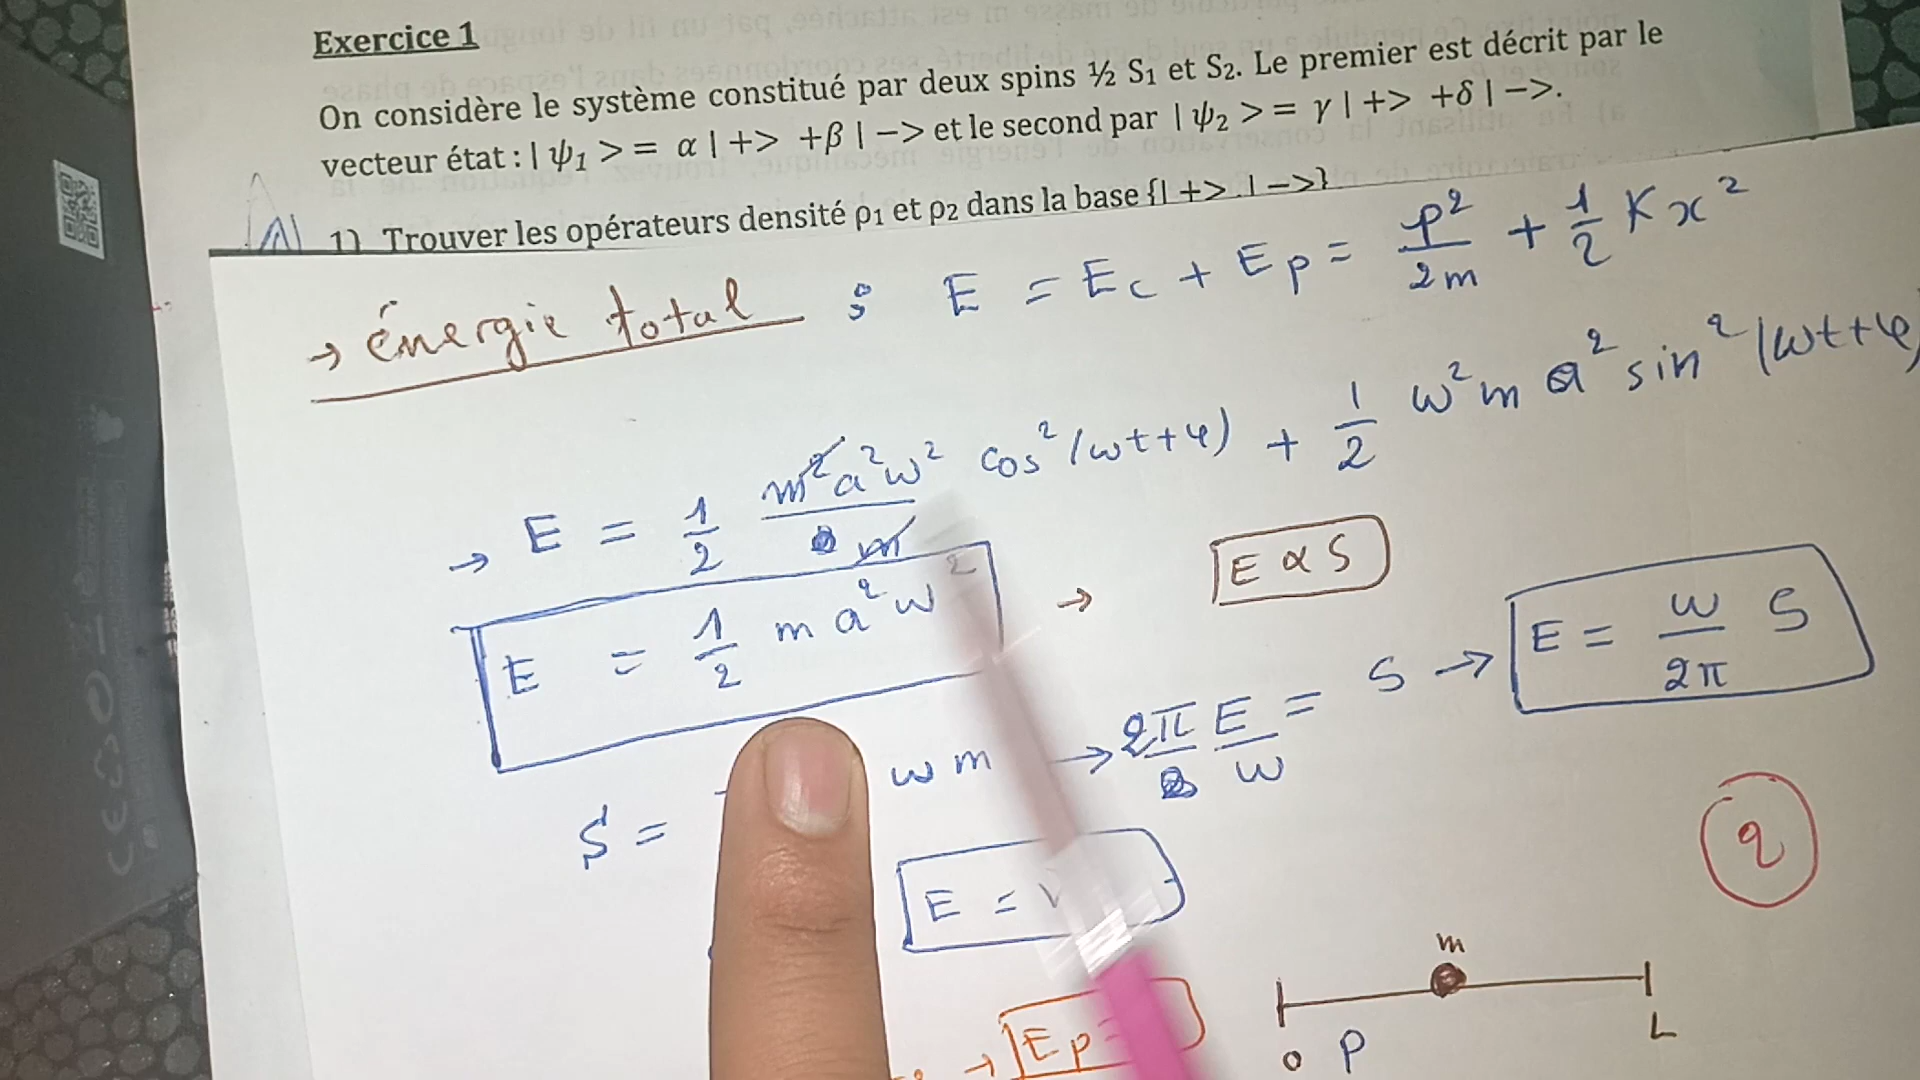 Exercice 1
On considère le système constitué par deux spins ½ S₁ et S₂. Le premier est décrit par le
vecteur état : | ψ₁ > = α | +> +β | −> et le second par | ψ₂ > = γ | +> +δ | −>.
1) Trouver les opérateurs densité ρ₁ et ρ₂ dans la base {| +> | −>}
→ énergie total : E = Ec + Ep = p²/2m + 1/2 K x²
→ E = 1/2 m²a²ω²/m cos²(ωt+φ) + 1/2 ω²m a² sin²(ωt+φ)
E = 1/2 m a²ω² → E ∝ S
S = ω m → 2π E/ω = S → E = ω/2π S
E =
2
m
→ Ep =
O P L